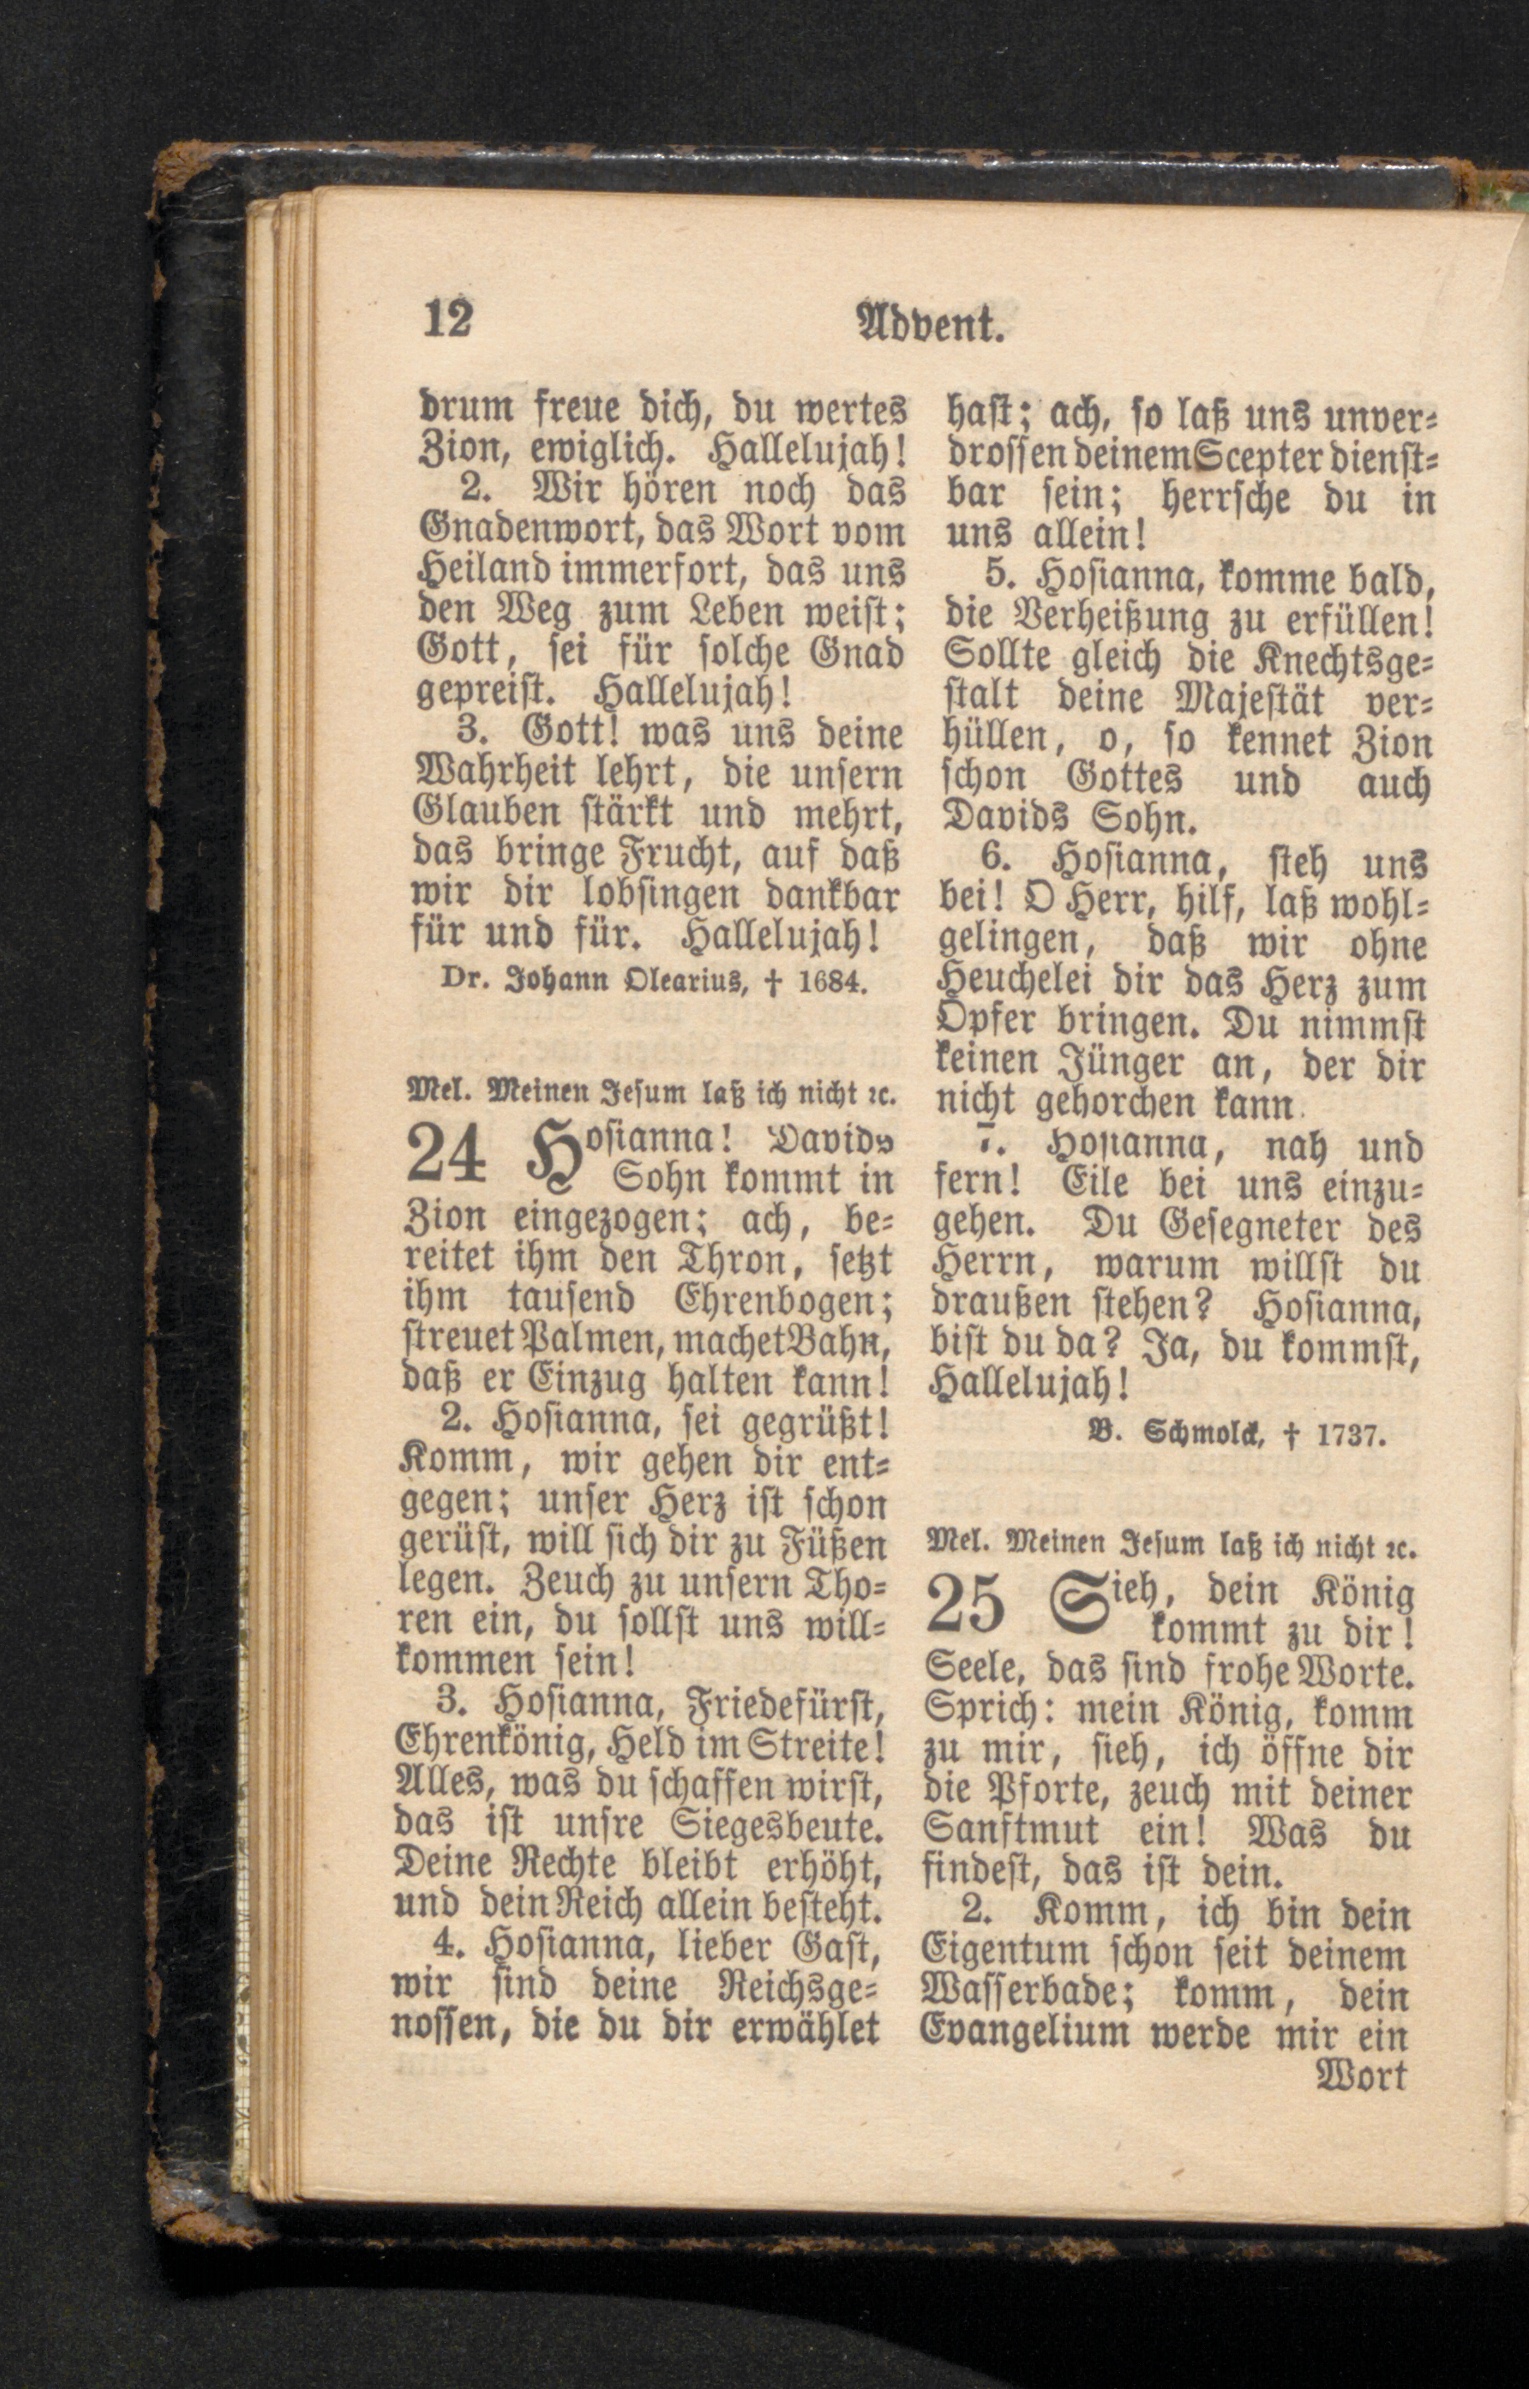 12
Advent.
drum freue dich, du wertes
Zion, ewiglich. Hallelujah!
2. Wir hören noch das
Gnadenwort, das Wort vom
Heiland immerfort, das uns
den Weg zum Leben weist;
Gott, sei für solche Gnad
gepreist. Hallelujah!
3. Gott! was uns deine
Wahrheit lehrt, die unsern
Glauben stärkt und mehrt,
das bringe Frucht, auf daß
wir dir lobsingen dankbar
für und für. Hallelujah!
Dr. Johann Olearius, † 1684.
Mel. Meinen Jesum laß ich nicht ꝛc.
24 Hosianna! Davids
Sohn kommt in
Zion eingezogen; ach, be-
reitet ihm den Thron, setzt
ihm tausend Ehrenbogen;
streuet Palmen, machet Bahn,
daß er Einzug halten kann!
2. Hosianna, sei gegrüßt!
Komm, wir gehen dir ent-
gegen; unser Herz ist schon
gerüst, will sich dir zu Füßen
legen. Zeuch zu unsern Tho-
ren ein, du sollst uns will-
kommen sein!
3. Hosianna, Friedefürst,
Ehrenkönig, Held im Streite!
Alles, was du schaffen wirst,
das ist unsre Siegesbeute.
Deine Rechte bleibt erhöht,
und dein Reich allein besteht.
4. Hosianna, lieber Gast,
wir sind deine Reichsge-
nossen, die du dir erwählet
hast; ach, so laß uns unver-
drossen deinem Scepter dienst-
bar sein; herrsche du in
uns allein!
5. Hosianna, komme bald,
die Verheißung zu erfüllen!
Sollte gleich die Knechtsge-
stalt deine Majestät ver-
hüllen, o, so kennet Zion
schon Gottes und auch
Davids Sohn.
6. Hosianna, steh uns
bei! O Herr, hilf, laß wohl-
gelingen, daß wir ohne
Heuchelei dir das Herz zum
Opfer bringen. Du nimmst
keinen Jünger an, der dir
nicht gehorchen kann.
7. Hosianna, nah und
fern! Eile bei uns einzu-
gehen. Du Gesegneter des
Herrn, warum willst du
draußen stehen? Hosianna,
bist du da? Ja, du kommst,
Hallelujah!
B. Schmolck, † 1737.
Mel. Meinen Jesum laß ich nicht ꝛc.
25 Sieh, dein König
kommt zu dir!
Seele, das sind frohe Worte.
Sprich: mein König, komm
zu mir, sieh, ich öffne dir
die Pforte, zeuch mit deiner
Sanftmut ein! Was du
findest, das ist dein.
2. Komm, ich bin dein
Eigentum schon seit deinem
Wasserbade; komm, dein
Evangelium werde mir ein
Wort